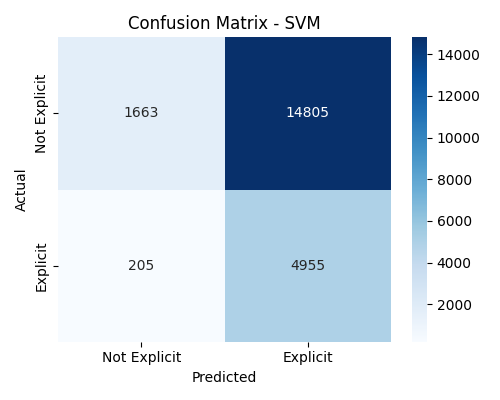 Confusion Matrix - SVM
Actual
Not Explicit
Explicit
1663
14805
205
4955
Not Explicit
Explicit
Predicted
14000
12000
10000
8000
6000
4000
2000